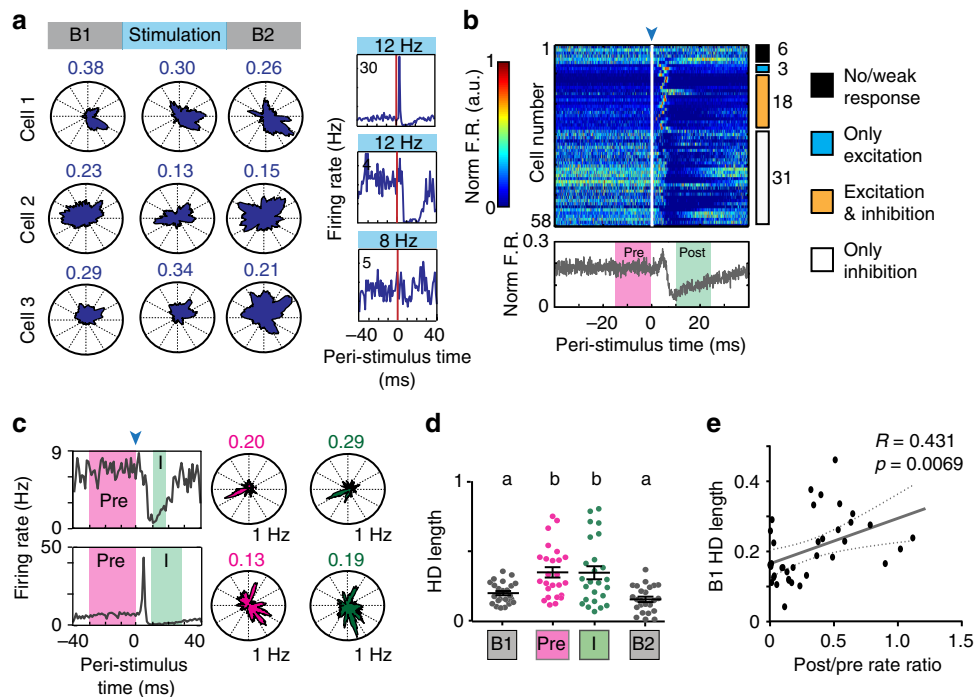 a
B1 Stimulation B2
0.38 0.30 0.26
Cell 1
0.23 0.13 0.15
Cell 2
0.29 0.34 0.21
Cell 3
12 Hz
30
12 Hz
4
8 Hz
5
Firing rate (Hz)
−40 0 40
Peri-stimulus time
(ms)
b
1
0
Norm F.R. (a.u.)
1
58
Cell number
6
3
18
31
No/weak
response
Only
excitation
Excitation
& inhibition
Only
inhibition
0.3
0
Norm F.R.
Pre Post
−20 0 20
Peri-stimulus time (ms)
c
9
0
Pre I
50
0
Pre I
Firing rate (Hz)
−40 0 40
Peri-stimulus
time (ms)
0.20 0.29
1 Hz 1 Hz
0.13 0.19
1 Hz 1 Hz
d
1
0
HD length
a b b a
B1 Pre I B2
e
R = 0.431
p = 0.0069
B1 HD length
0.4
0.2
0
0 0.5 1.0 1.5
Post/pre rate ratio